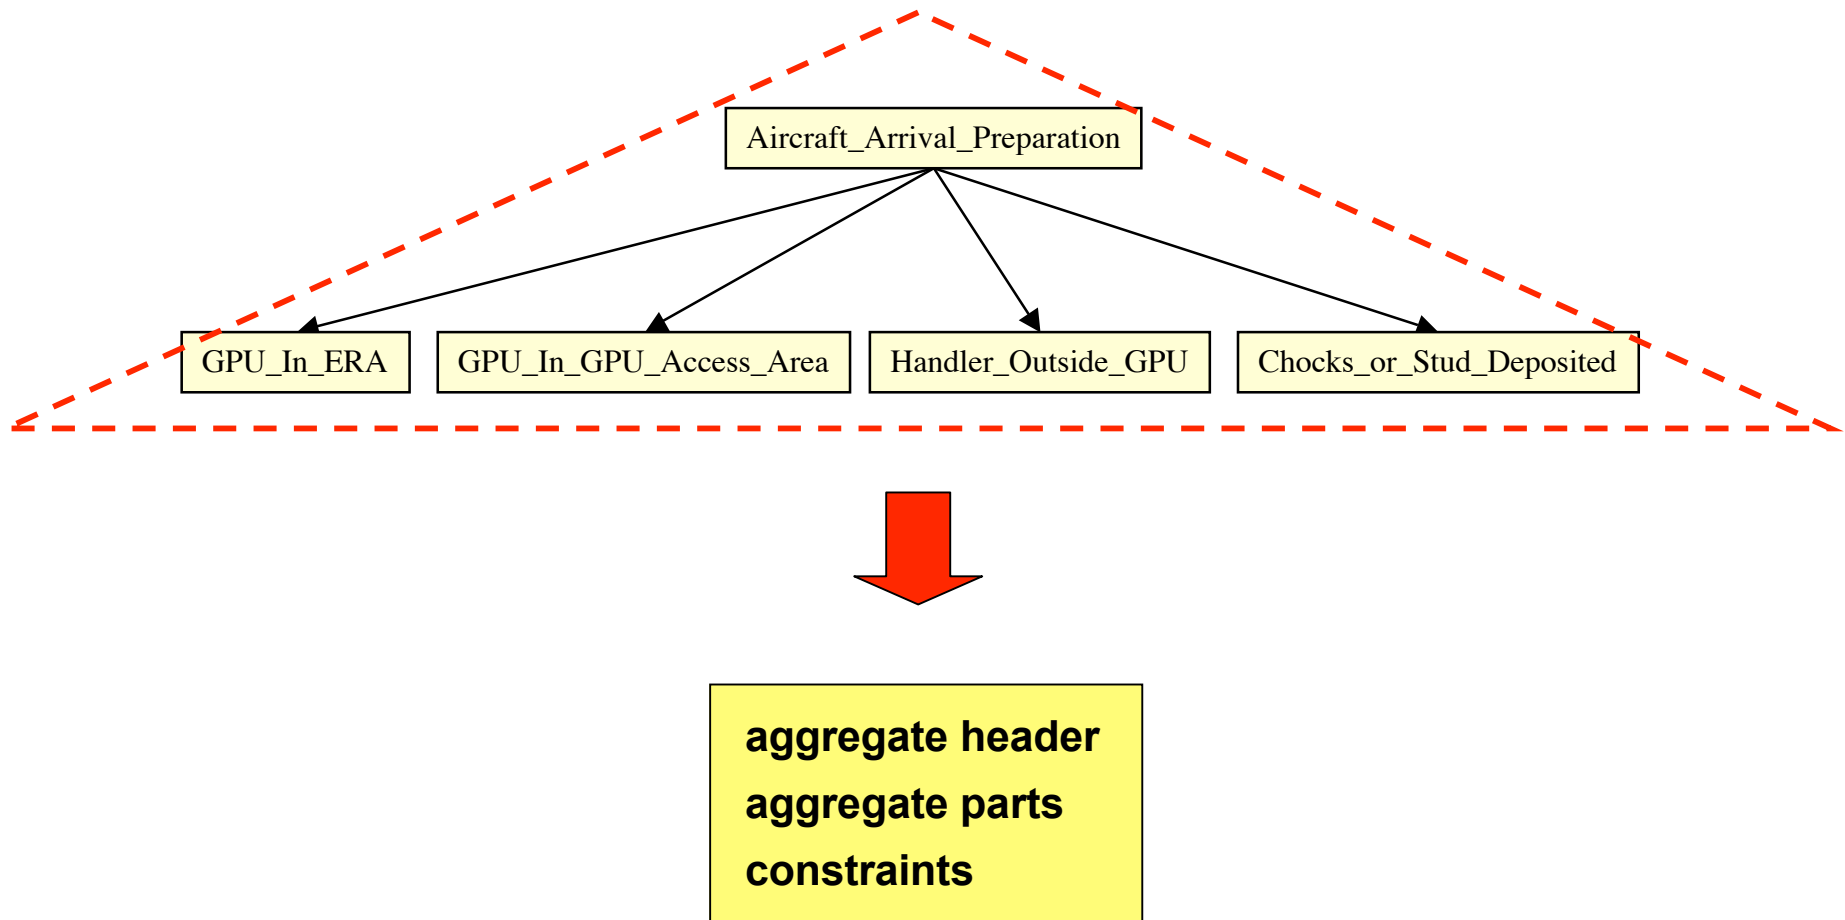 Aircraft_Arrival_Preparation
GPU_In_ERA
GPU_In_GPU_Access_Area
Handler_Outside_GPU
Chocks_or_Stud_Deposited
aggregate header
aggregate parts
constraints